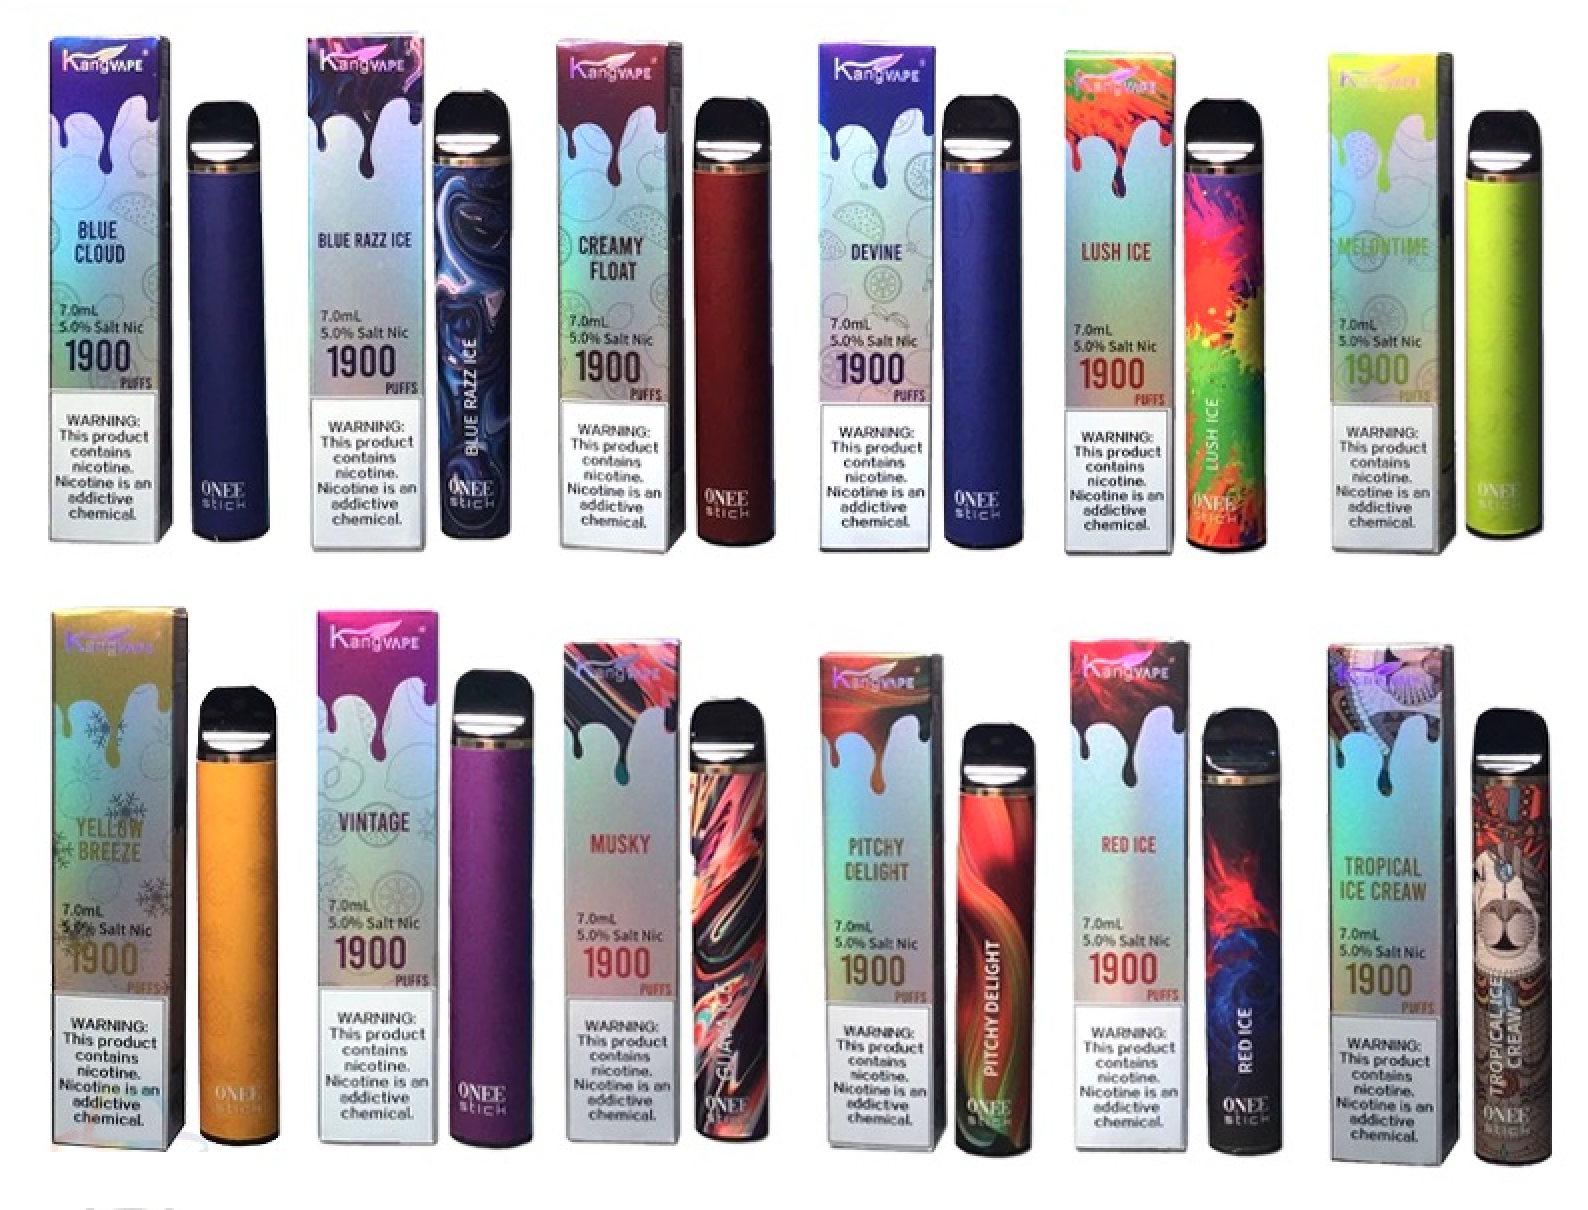 KangVAPE
BLUE
CLOUD
7.0mL
5.0% Salt Nic
1900
PUFFS
WARNING:
This product
contains
nicotine.
Nicotine is an
addictive
chemical.
ONEE
stick
KangVAPE
BLUE RAZZ ICE
7.0mL
5.0% Salt Nic
1900
PUFFS
WARNING:
This product
contains
nicotine.
Nicotine is an
addictive
chemical.
BLUE RAZZ ICE
ONEE
stick
KangVAPE
CREAMY
FLOAT
7.0mL
5.0% Salt Nic
1900
PUFFS
WARNING:
This product
contains
nicotine.
Nicotine is an
addictive
chemical.
ONEE
stick
KangVAPE
DEVINE
7.0mL
5.0% Salt Nic
1900
PUFFS
WARNING:
This product
contains
nicotine.
Nicotine is an
addictive
chemical.
ONEE
stick
KangVAPE
LUSH ICE
7.0mL
5.0% Salt Nic
1900
PUFFS
WARNING:
This product
contains
nicotine.
Nicotine is an
addictive
chemical.
LUSH ICE
ONEE
stick
KangVAPE
MELONTIME
7.0mL
5.0% Salt Nic
1900
PUFFS
WARNING:
This product
contains
nicotine.
Nicotine is an
addictive
chemical.
ONEE
stick
KangVAPE
YELLOW
BREEZE
7.0mL
5.0% Salt Nic
1900
PUFFS
WARNING:
This product
contains
nicotine.
Nicotine is an
addictive
chemical.
ONEE
stick
KangVAPE
VINTAGE
7.0mL
5.0% Salt Nic
1900
PUFFS
WARNING:
This product
contains
nicotine.
Nicotine is an
addictive
chemical.
ONEE
stick
KangVAPE
MUSKY
7.0mL
5.0% Salt Nic
1900
PUFFS
WARNING:
This product
contains
nicotine.
Nicotine is an
addictive
chemical.
ONEE
stick
KangVAPE
PITCHY
DELIGHT
7.0mL
5.0% Salt Nic
1900
PUFFS
WARNING:
This product
contains
nicotine.
Nicotine is an
addictive
chemical.
PITCHY DELIGHT
ONEE
stick
KangVAPE
RED ICE
7.0mL
5.0% Salt Nic
1900
PUFFS
WARNING:
This product
contains
nicotine.
Nicotine is an
addictive
chemical.
RED ICE
ONEE
stick
KangVAPE
TROPICAL
ICE CREAW
7.0mL
5.0% Salt Nic
1900
PUFFS
WARNING:
This product
contains
nicotine.
Nicotine is an
addictive
chemical.
TROPICAL ICE
CREAW
ONEE
stick